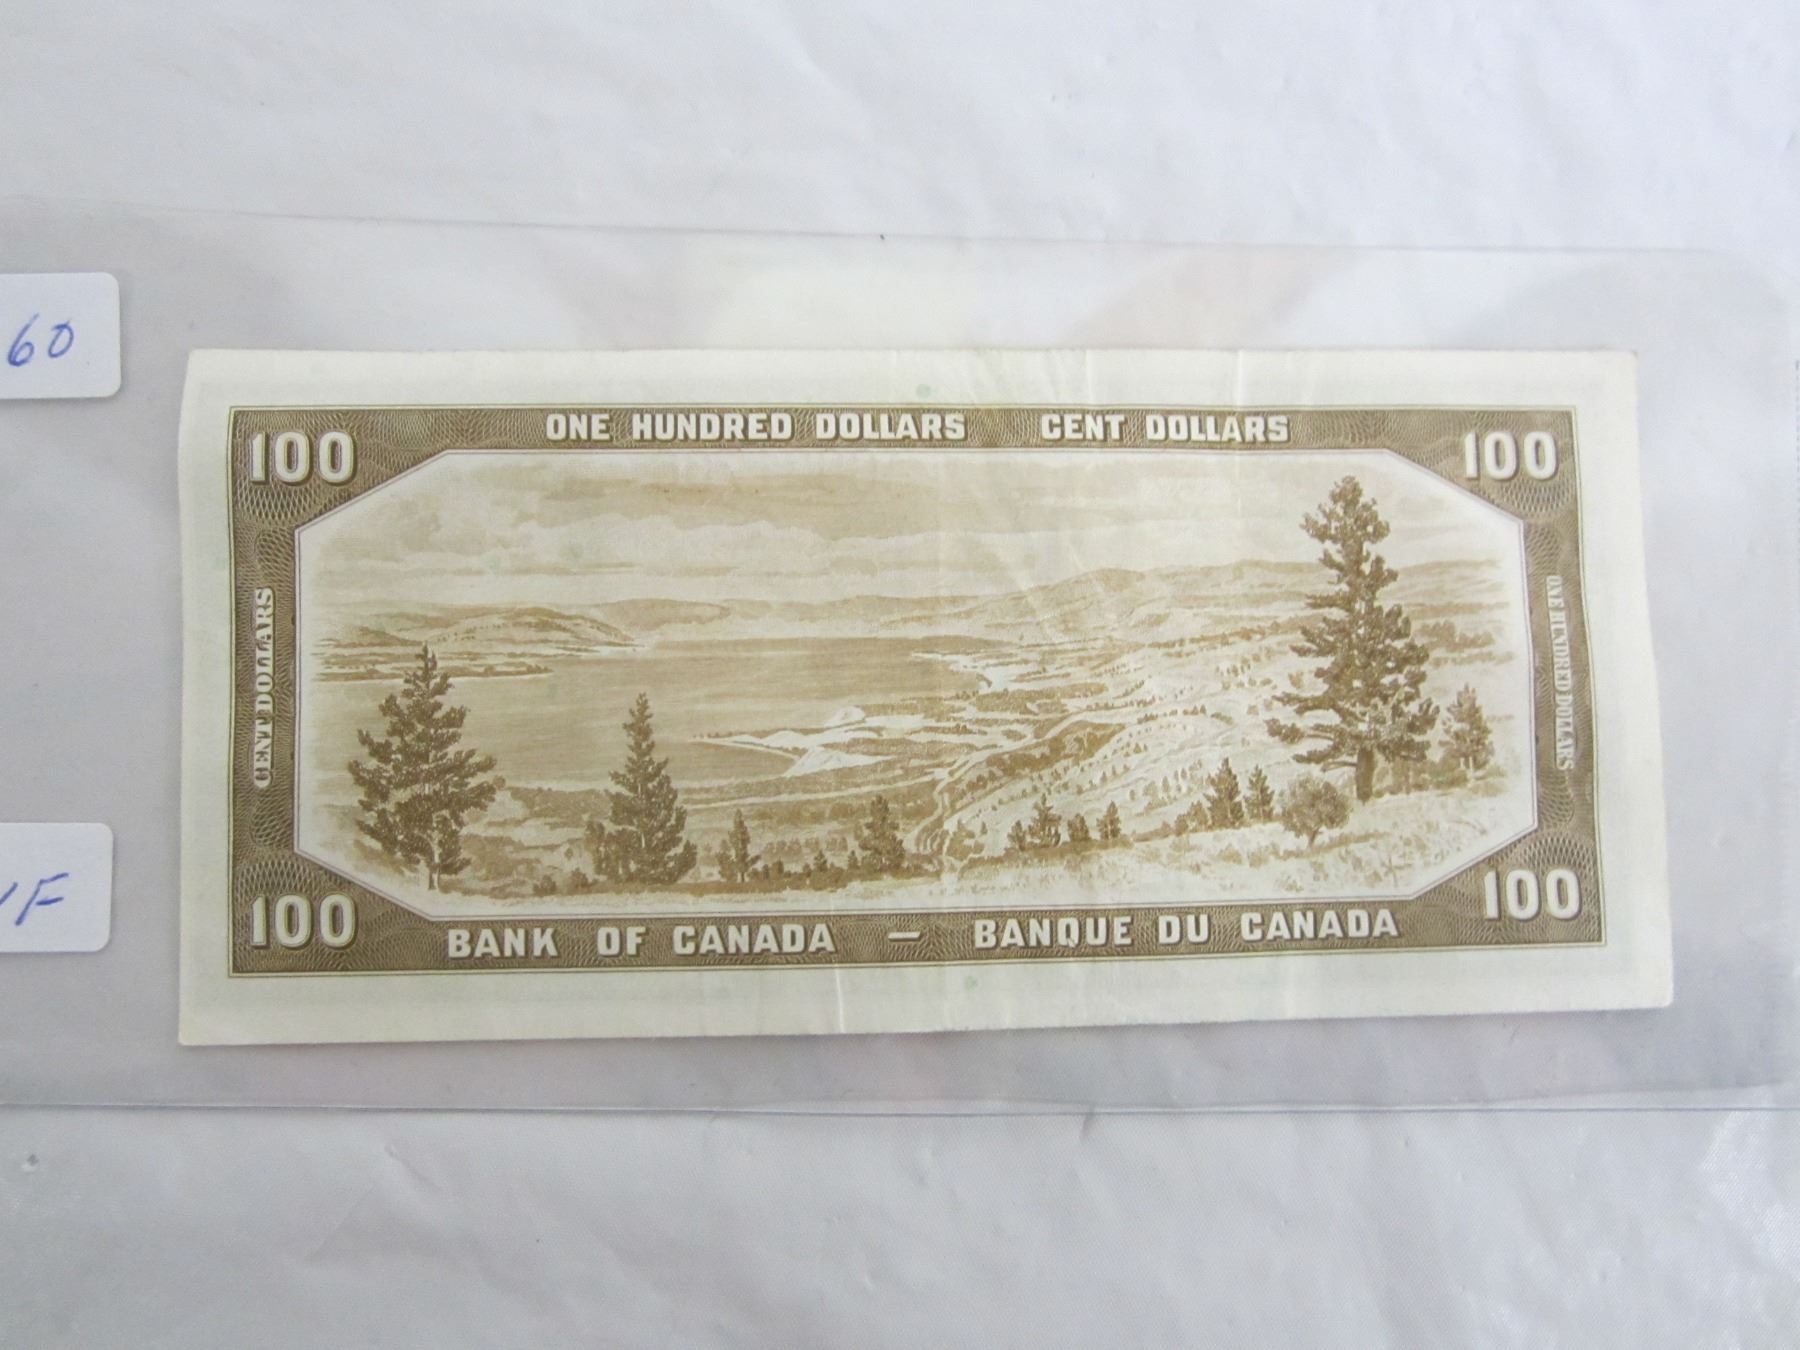 60
VF
ONE HUNDRED DOLLARS CENT DOLLARS
100
100
CENT DOLLARS
ONE HUNDRED DOLLARS
100
100
BANK OF CANADA — BANQUE DU CANADA